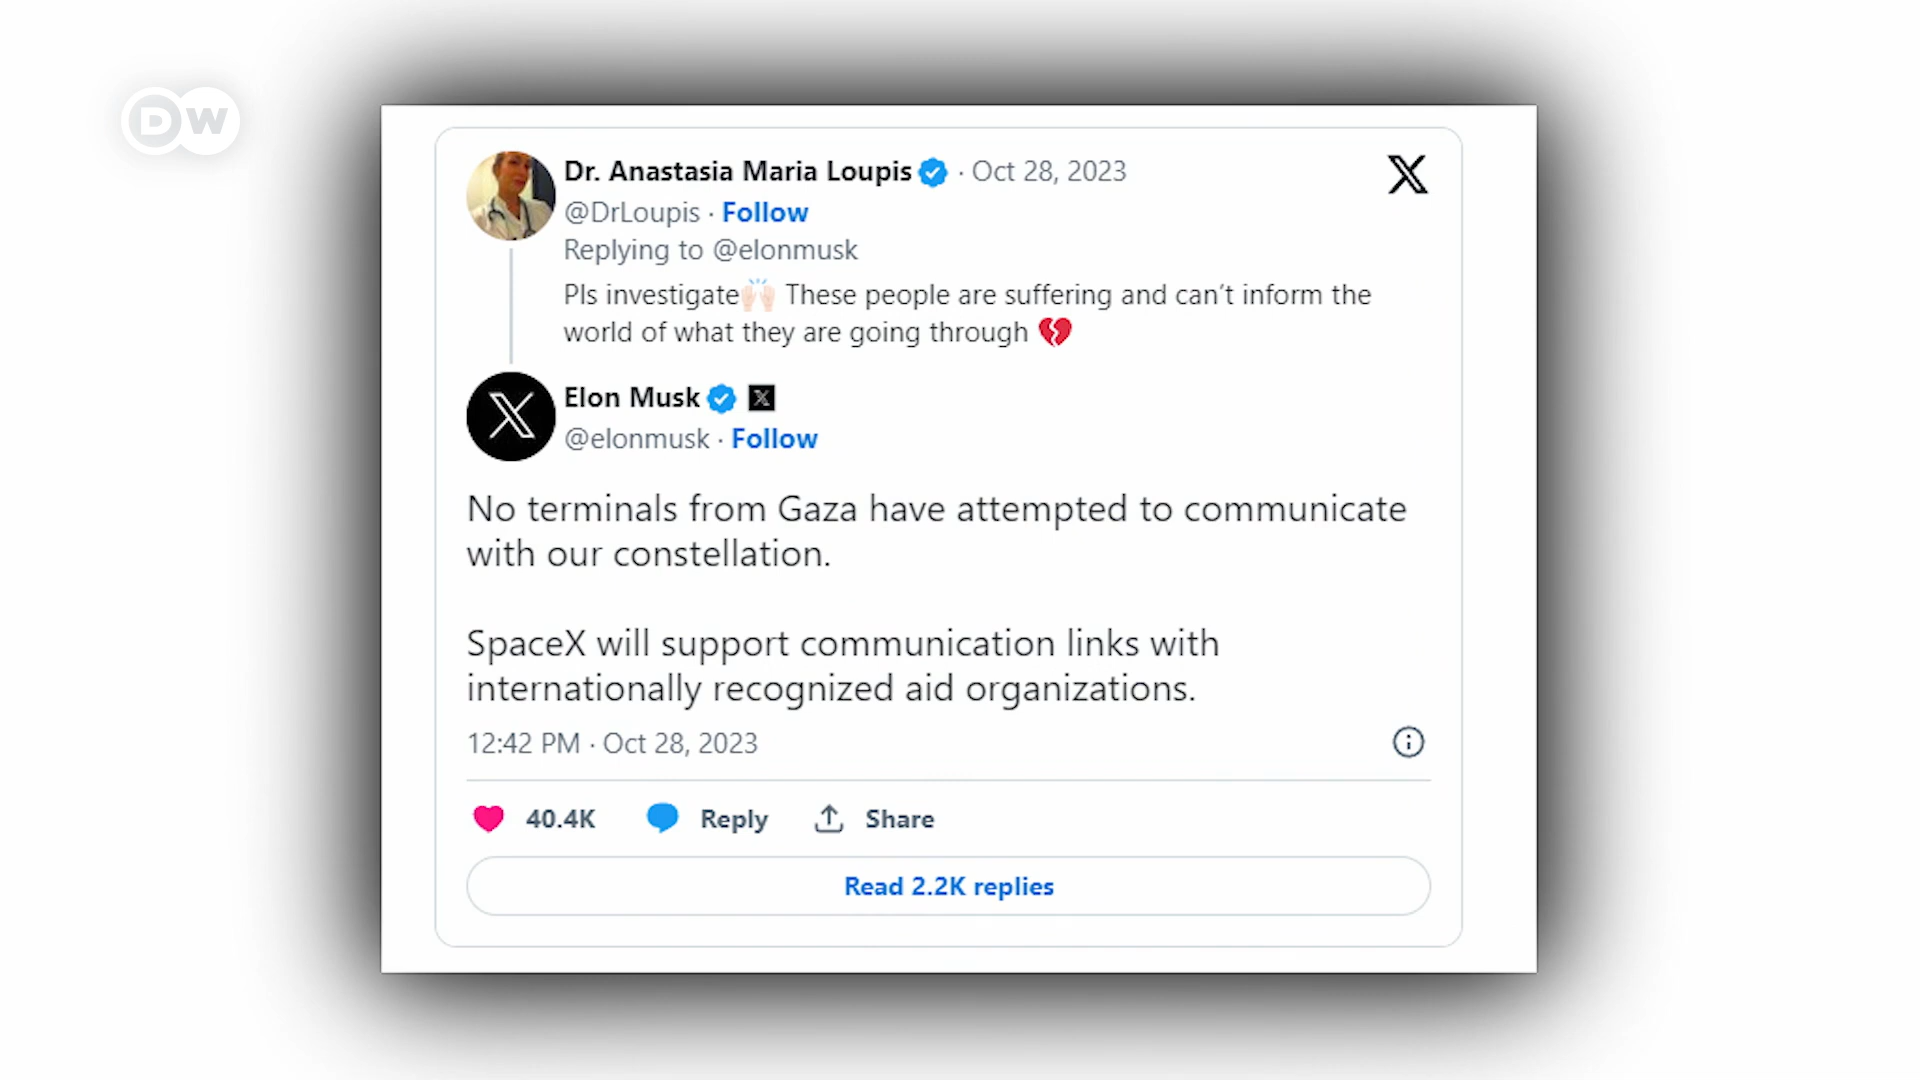 DW
Dr. Anastasia Maria Loupis · Oct 28, 2023
@DrLoupis · Follow
Replying to @elonmusk
Pls investigate🙌🏻 These people are suffering and can't inform the
world of what they are going through 💔
Elon Musk
@elonmusk · Follow
No terminals from Gaza have attempted to communicate
with our constellation.
SpaceX will support communication links with
internationally recognized aid organizations.
12:42 PM · Oct 28, 2023
40.4K Reply Share
Read 2.2K replies